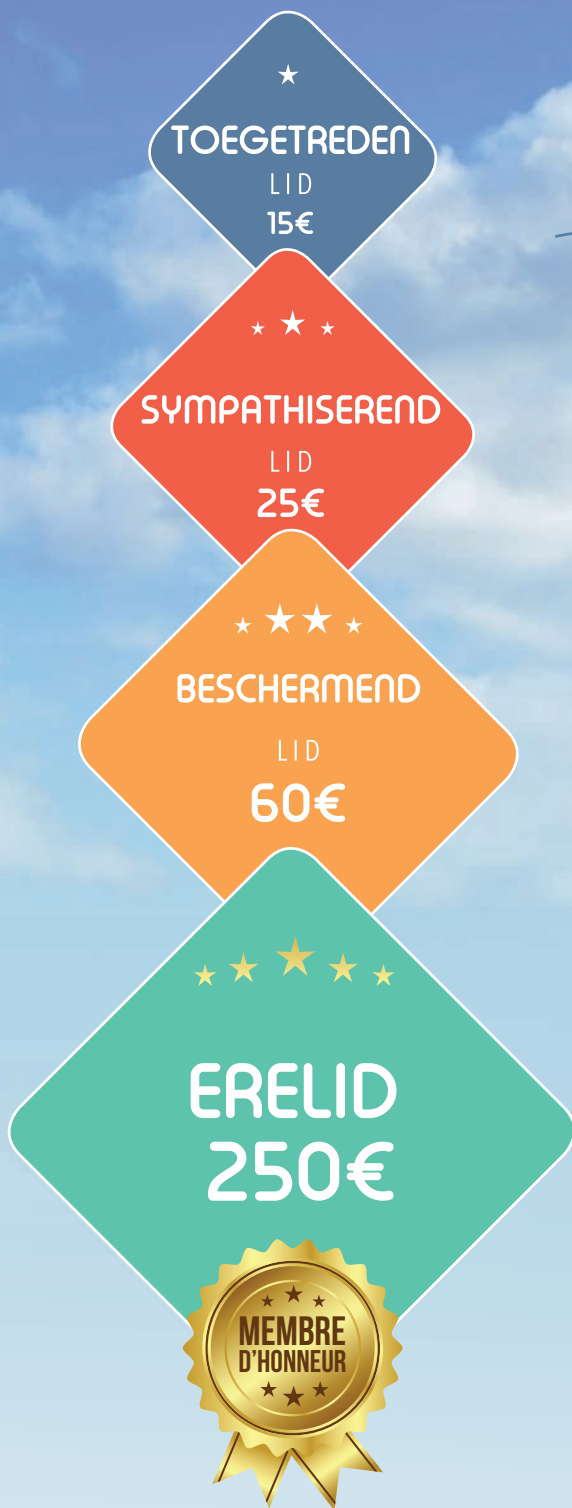 TOEGETREDEN
LID
15€
SYMPATHISEREND
LID
25€
BESCHERMEND
LID
60€
ERELID
250€
MEMBRE
D'HONNEUR